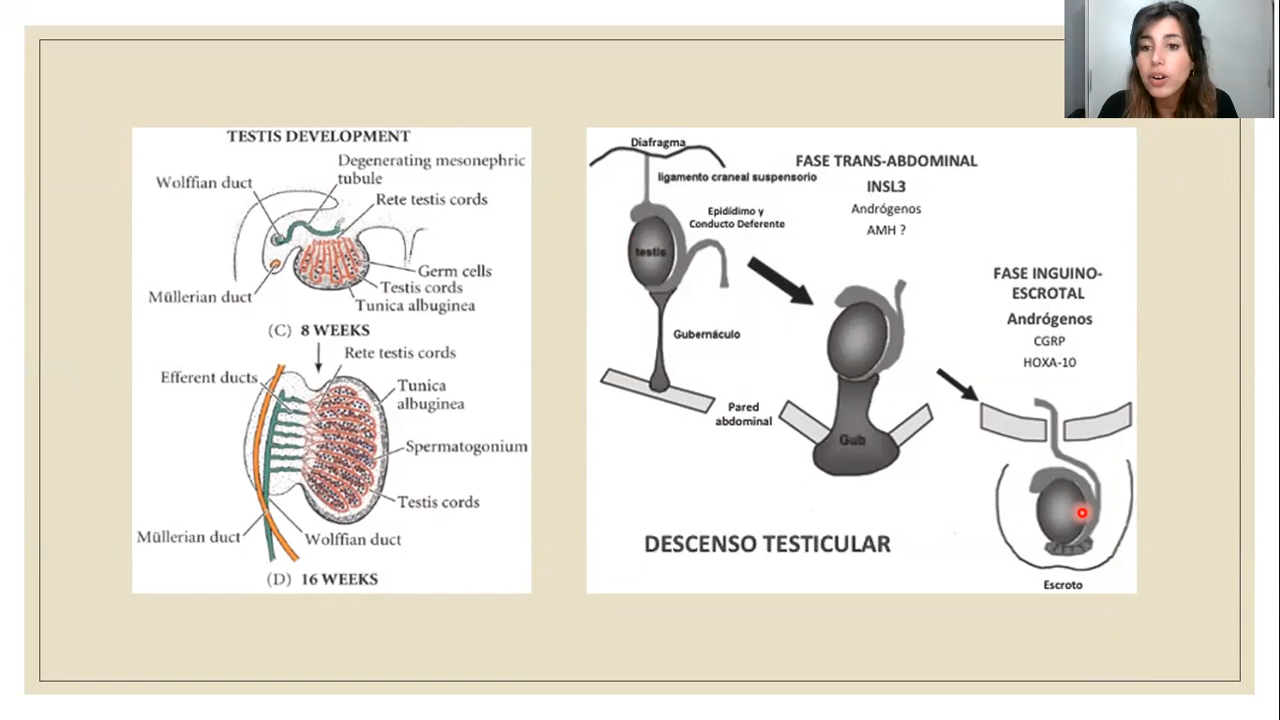 TESTIS DEVELOPMENT
Degenerating mesonephric
tubule
Wolffian duct
Rete testis cords
Germ cells
Testis cords
Müllerian duct
Tunica albuginea
(C) 8 WEEKS
Rete testis cords
Efferent ducts
Tunica
albuginea
Spermatogonium
Testis cords
Müllerian duct
Wolffian duct
(D) 16 WEEKS
Diafragma
ligamento craneal suspensorio
Epidídimo y
Conducto Deferente
testis
Gubernáculo
Pared
abdominal
FASE TRANS-ABDOMINAL
INSL3
Andrógenos
AMH ?
Gub
FASE INGUINO-
ESCROTAL
Andrógenos
CGRP
HOXA-10
DESCENSO TESTICULAR
Escroto